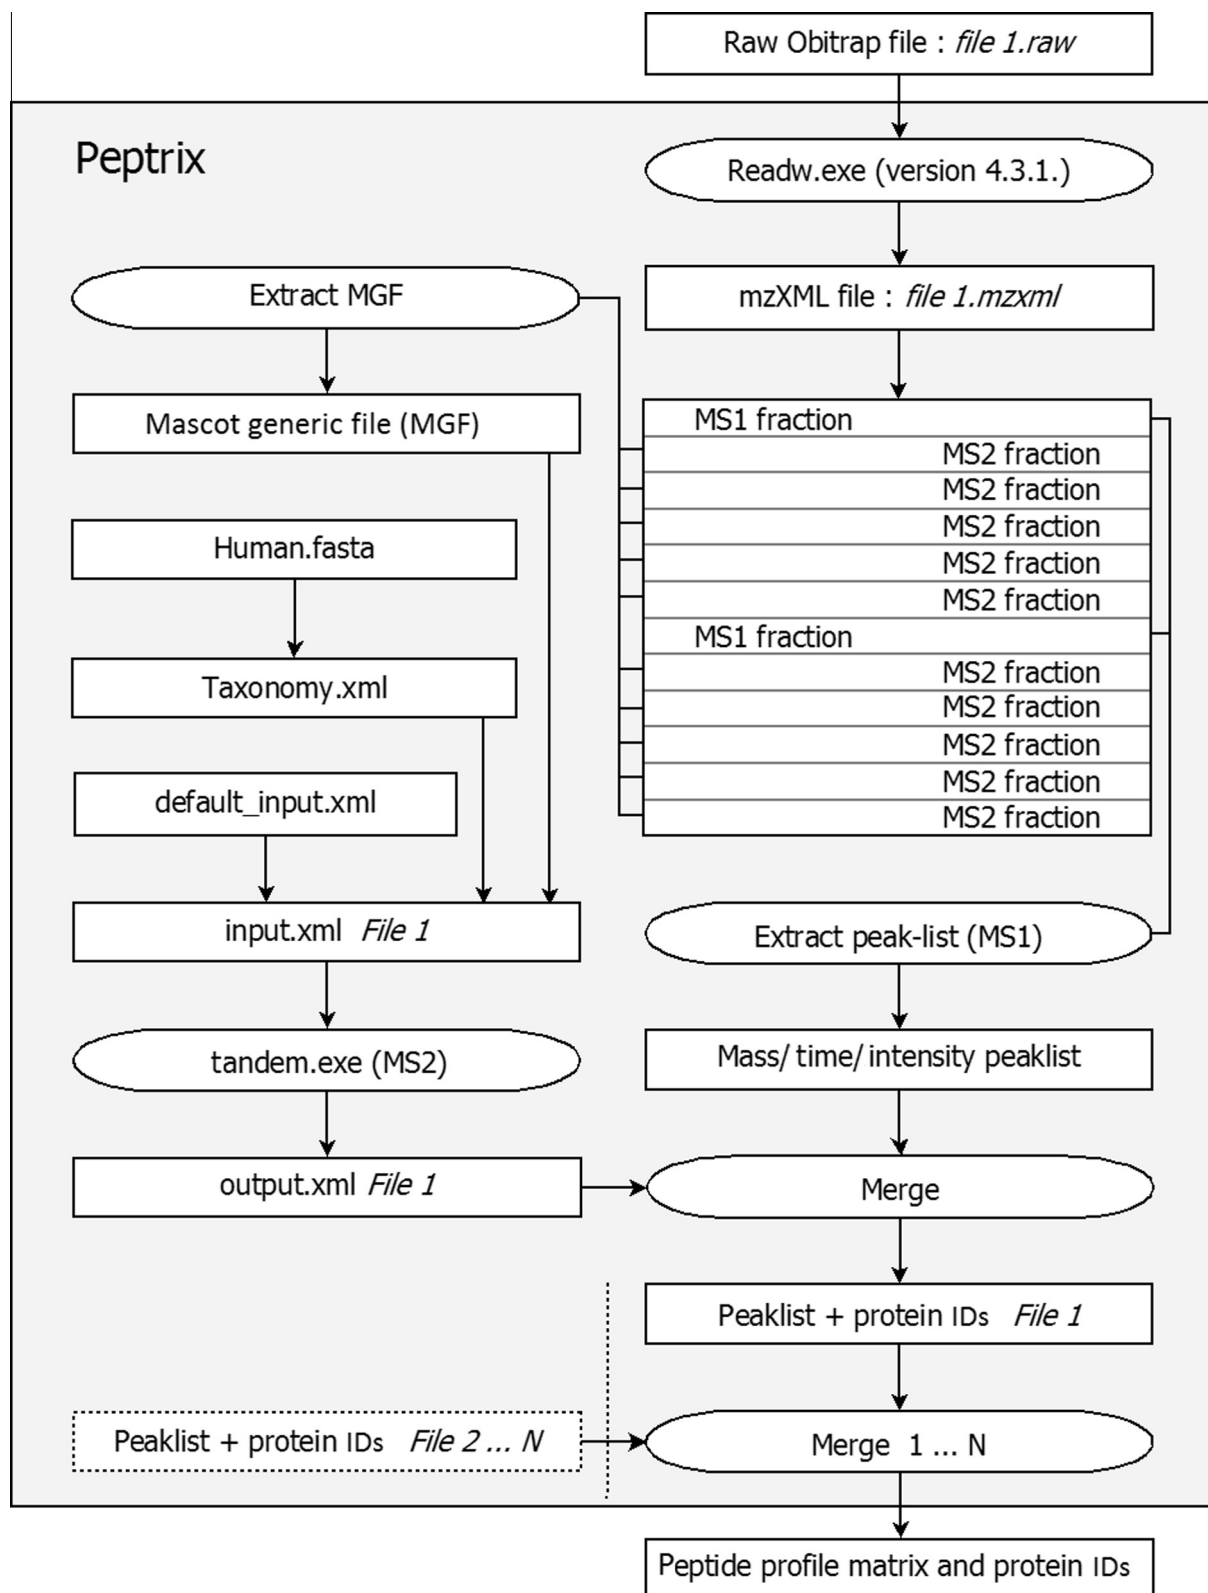 Raw Obitrap file : file 1.raw
Peptrix
Readw.exe (version 4.3.1.)
Extract MGF
mzXML file : file 1.mzxml
Mascot generic file (MGF)
MS1 fraction
MS2 fraction
MS2 fraction
MS2 fraction
MS2 fraction
MS2 fraction
MS1 fraction
MS2 fraction
MS2 fraction
MS2 fraction
MS2 fraction
MS2 fraction
Human.fasta
Taxonomy.xml
default_input.xml
input.xml File 1
Extract peak-list (MS1)
tandem.exe (MS2)
Mass/ time/ intensity peaklist
output.xml File 1
Merge
Peaklist + protein IDs File 1
Peaklist + protein IDs File 2 ... N
Merge 1 ... N
Peptide profile matrix and protein IDs